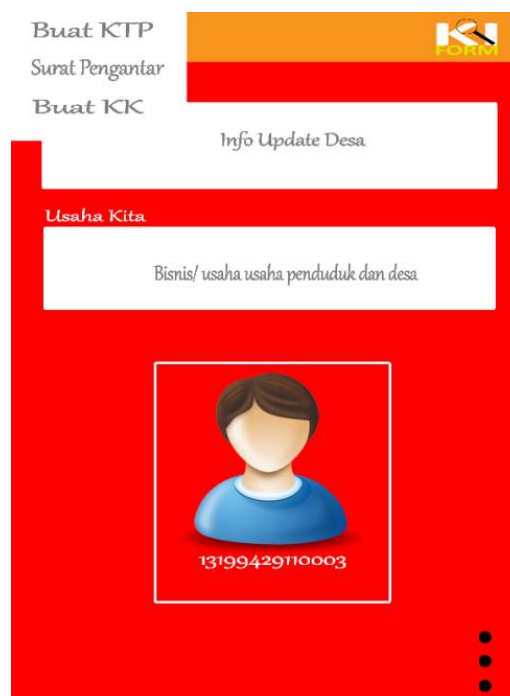 Buat KTP
Surat Pengantar
Buat KK
KI
FORM
Info Update Desa
Usaha Kita
Bisnis/ usaha usaha penduduk dan desa
13199429110003